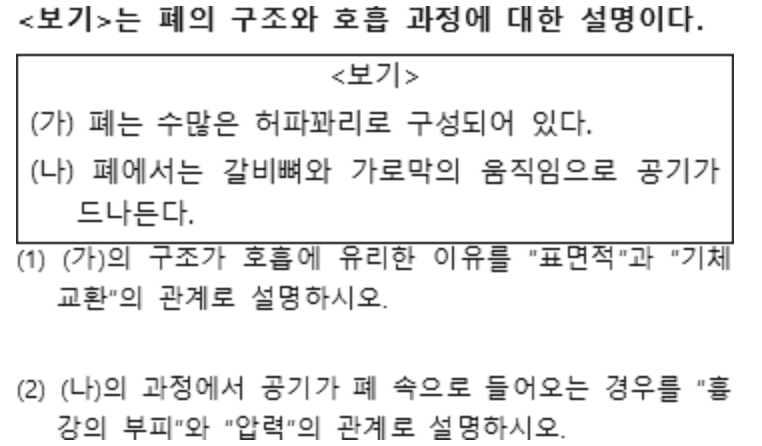 <보기>는 폐의 구조와 호흡 과정에 대한 설명이다.
<보기>
(가) 폐는 수많은 허파꽈리로 구성되어 있다.
(나) 폐에서는 갈비뼈와 가로막의 움직임으로 공기가
드나든다.
(1) (가)의 구조가 호흡에 유리한 이유를 "표면적"과 "기체
교환"의 관계로 설명하시오.
(2) (나)의 과정에서 공기가 폐 속으로 들어오는 경우를 "흉
강의 부피"와 "압력"의 관계로 설명하시오.